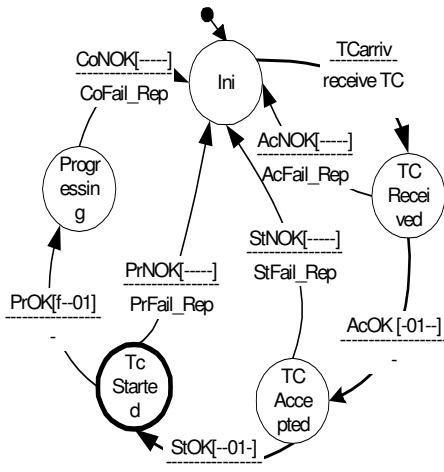 TCarriv
receive TC
CoNOK[-----]
CoFail_Rep
Ini
AcNOK[-----]
AcFail_Rep
Progr
essin
g
TC
Recei
ved
StNOK[-----]
StFail_Rep
PrNOK[-----]
PrFail_Rep
PrOK[f--01]
-
AcOK [-01--]
-
Tc
Starte
d
TC
Acce
pted
StOK[--01-]